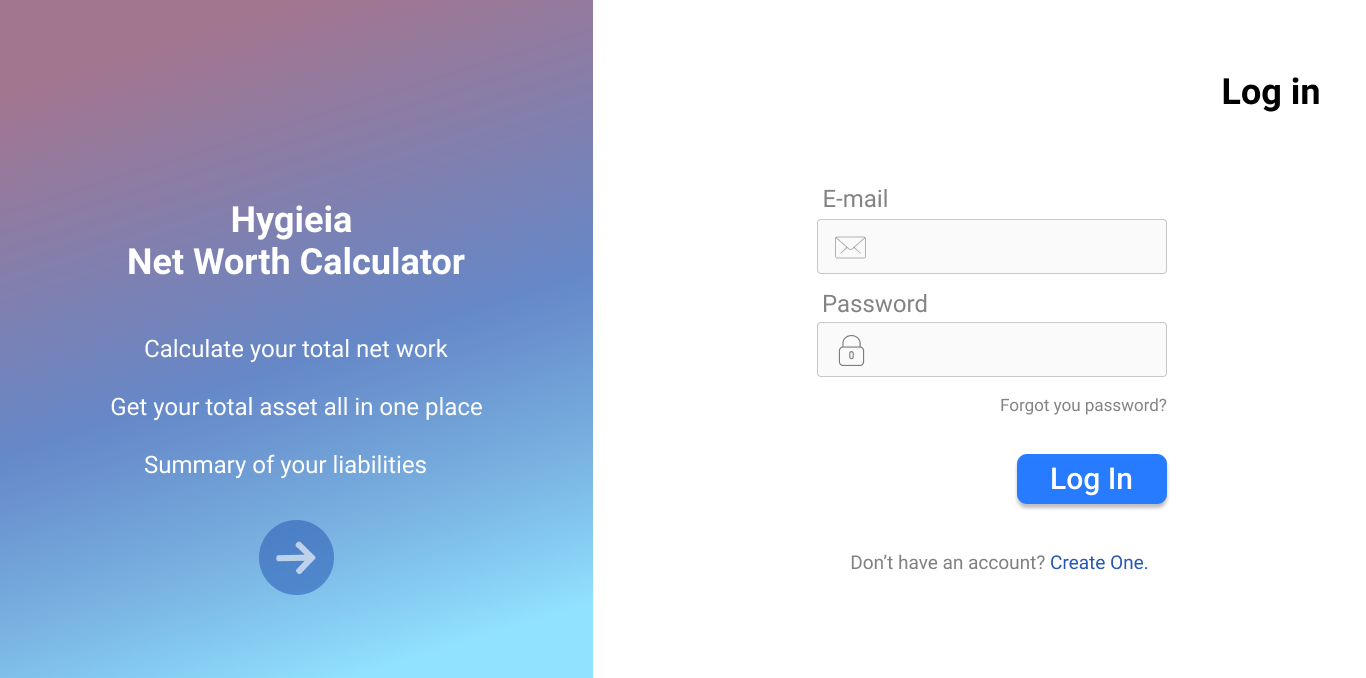 Hygieia
Net Worth Calculator
Calculate your total net work
Get your total asset all in one place
Summary of your liabilities
Log in
E-mail
Password
0
Forgot you password?
Log In
Don’t have an account? Create One.